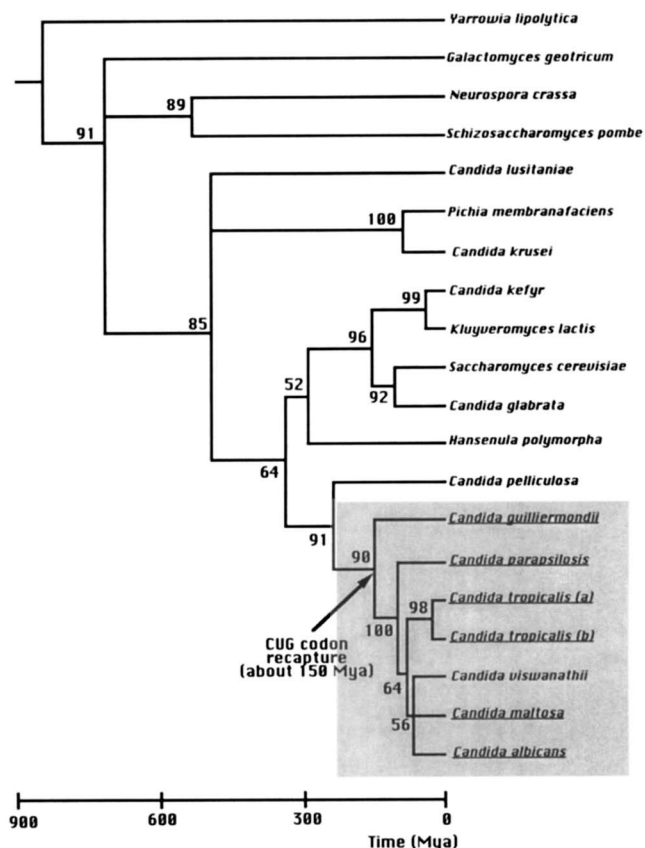 Yarrowia lipolytica
Galactomyces geotricum
Neurospora crassa
89
Schizosaccharomyces pombe
91
Candida lusitaniae
Pichia membranafaciens
100
Candida krusei
Candida kefyr
99
Kluyveromyces lactis
85
96
Saccharomyces cerevisiae
92
Candida glabrata
52
Hansenula polymorpha
64
Candida pelliculosa
Candida guilliermondii
91
90
Candida parapsilosis
98
Candida tropicalis (a)
100
Candida tropicalis (b)
CUG codon
recapture
(about 150 Mya)
64
Candida viswanathii
56
Candida maltosa
Candida albicans
900
600
300
0
Time (Mya)